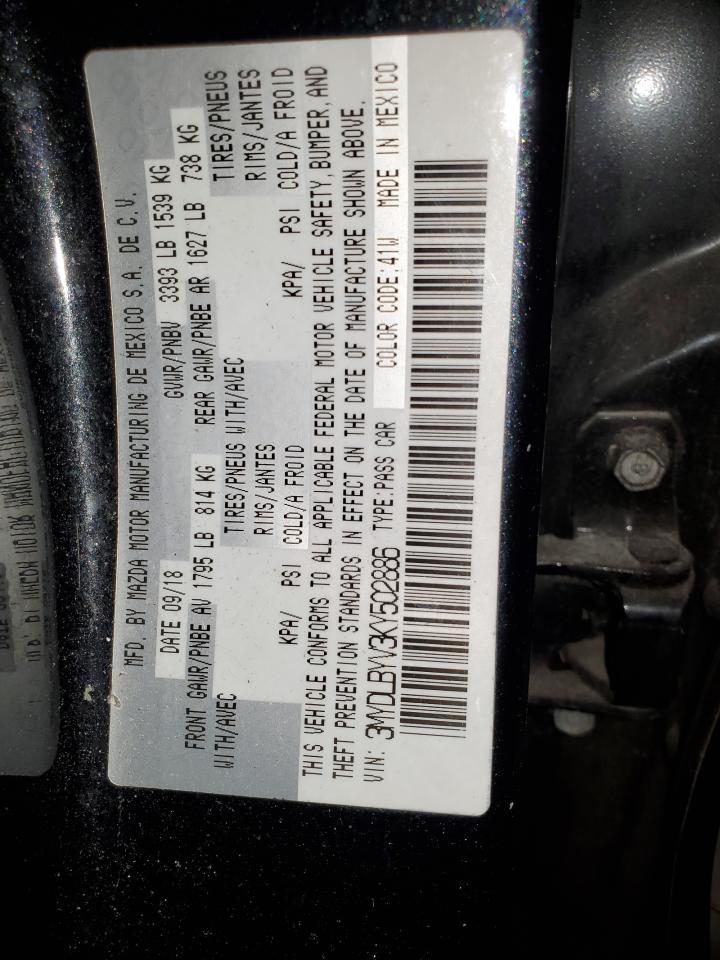 MFD. BY MAZDA MOTOR MANUFACTURING DE MEXICO S.A. DE C.V.
DATE 09/18 GVWR/PNBV 3393 LB 1539 KG
FRONT GAWR/PNBE AV 1795 LB 814 KG REAR GAWR/PNBE AR 1627 LB 738 KG
WITH/AVEC TIRES/PNEUS WITH/AVEC TIRES/PNEUS
RIMS/JANTES RIMS/JANTES
KPA/ PSI COLD/A FROID KPA/ PSI COLD/A FROID
THIS VEHICLE CONFORMS TO ALL APPLICABLE FEDERAL MOTOR VEHICLE SAFETY, BUMPER, AND
THEFT PREVENTION STANDARDS IN EFFECT ON THE DATE OF MANUFACTURE SHOWN ABOVE.
VIN: 3MYDLBYV3KY502886 TYPE:PASS CAR COLOR CODE:41W MADE IN MEXICO